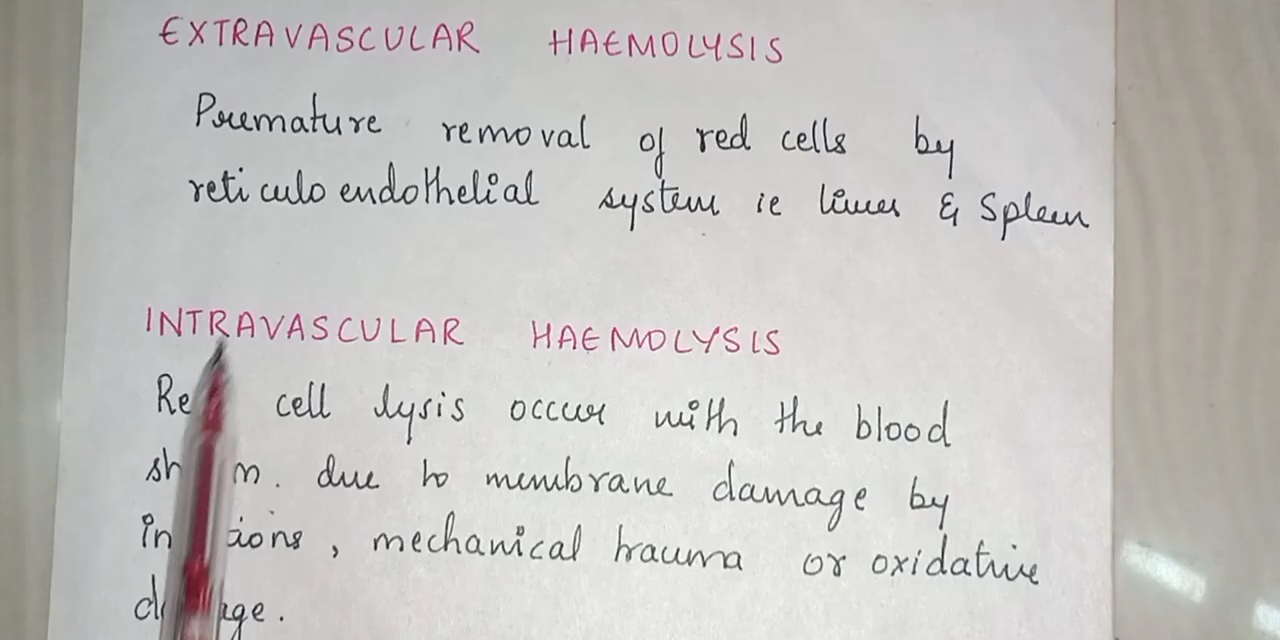 EXTRAVASCULAR HAEMOLYSIS
Premature removal of red cells by
reticuloendothelial system ie liver & Spleen
INTRAVASCULAR HAEMOLYSIS
cell lysis occur with the blood
due to membrane damage by
, mechanical trauma or oxidative